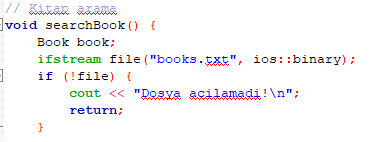 // Kitap arama
void searchBook() {
Book book;
ifstream file("books.txt", ios::binary);
if (!file) {
cout << "Dosya acilamadi!\n";
return;
}